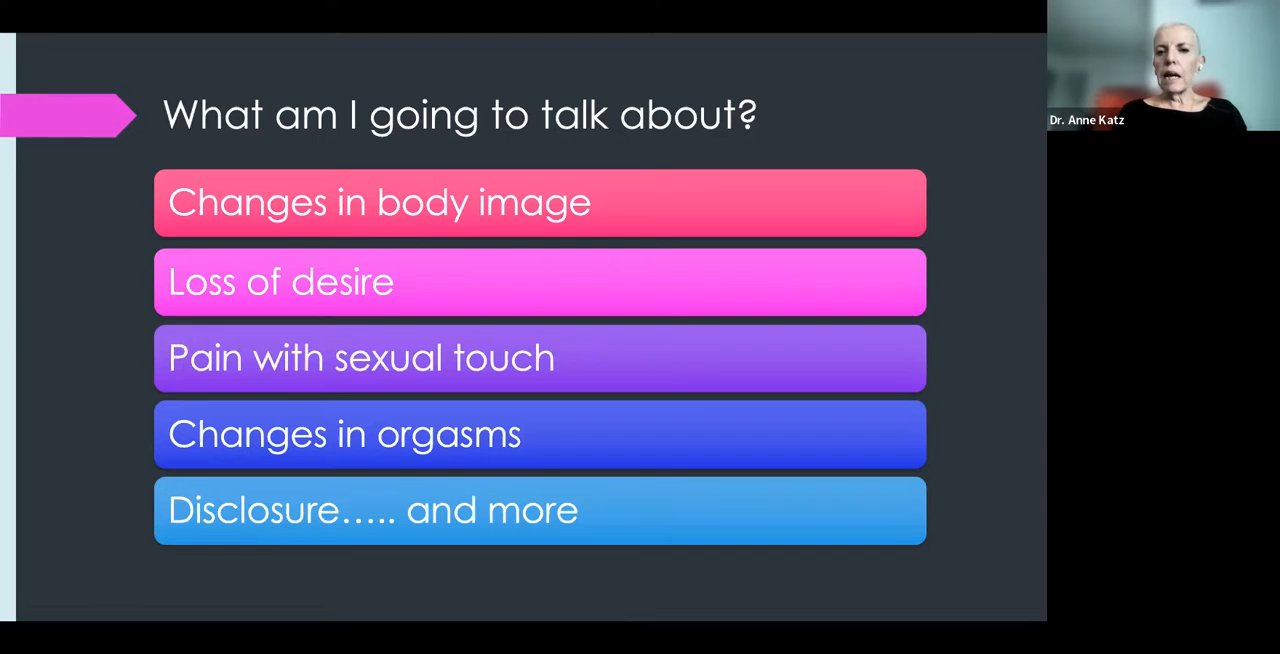 What am I going to talk about?
Changes in body image
Loss of desire
Pain with sexual touch
Changes in orgasms
Disclosure..... and more
Dr. Anne Katz